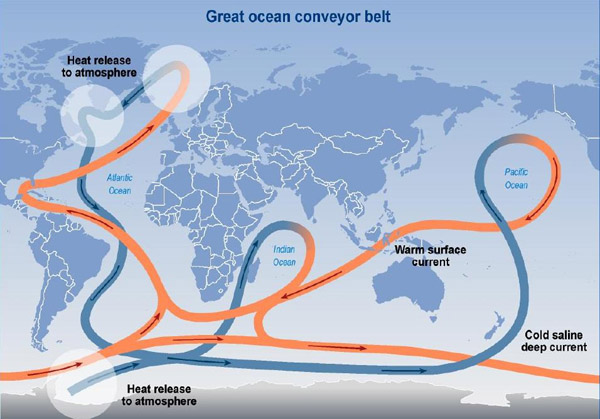 Great ocean conveyor belt
Heat release
to atmosphere
Atlantic
Ocean
Pacific
Ocean
Indian
Ocean
Warm surface
current
Cold saline
deep current
Heat release
to atmosphere